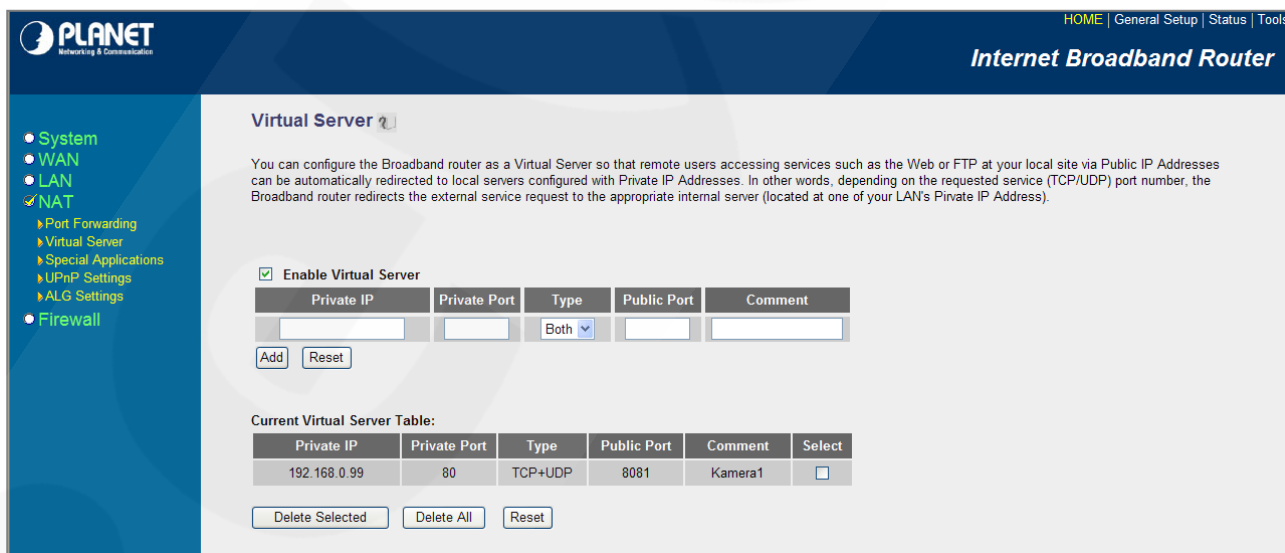 PLANET
Networking & Communication
HOME | General Setup | Status | Tools
Internet Broadband Router
System
WAN
LAN
NAT
Port Forwarding
Virtual Server
Special Applications
UPnP Settings
ALG Settings
Firewall
Virtual Server
You can configure the Broadband router as a Virtual Server so that remote users accessing services such as the Web or FTP at your local site via Public IP Addresses
can be automatically redirected to local servers configured with Private IP Addresses. In other words, depending on the requested service (TCP/UDP) port number, the
Broadband router redirects the external service request to the appropriate internal server (located at one of your LAN's Pivate IP Address).
Enable Virtual Server
Private IP Private Port Type Public Port Comment
Both
Add Reset
Current Virtual Server Table:
Private IP Private Port Type Public Port Comment Select
192.168.0.99 80 TCP+UDP 8081 Kamera1
Delete Selected Delete All Reset